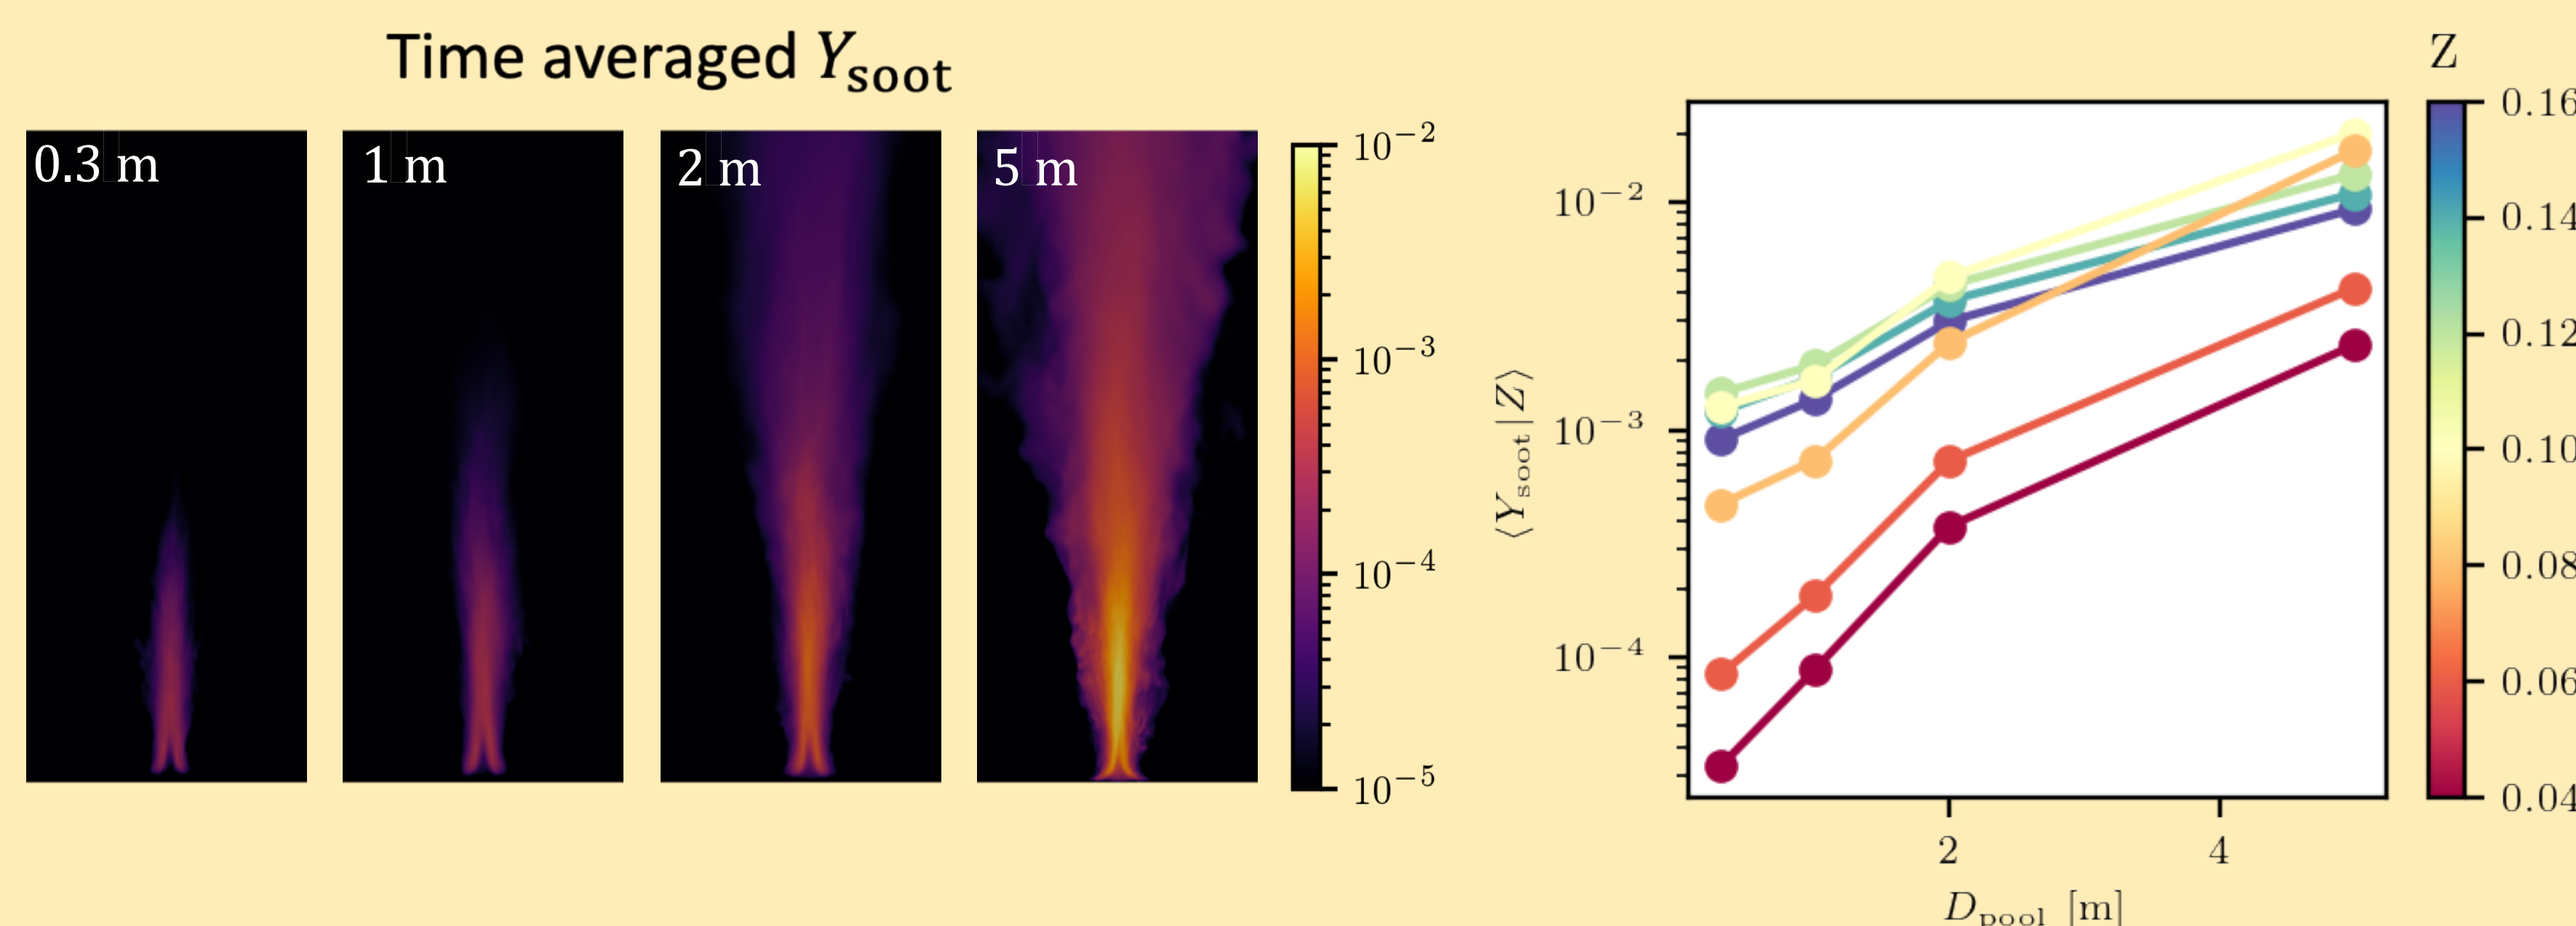 Time averaged Y_soot
0.3 m
1 m
2 m
5 m
10^−2
10^−3
10^−4
10^−5
⟨Y_soot|Z⟩
10^−2
10^−3
10^−4
2
4
D_pool [m]
Z
0.16
0.14
0.12
0.10
0.08
0.06
0.04